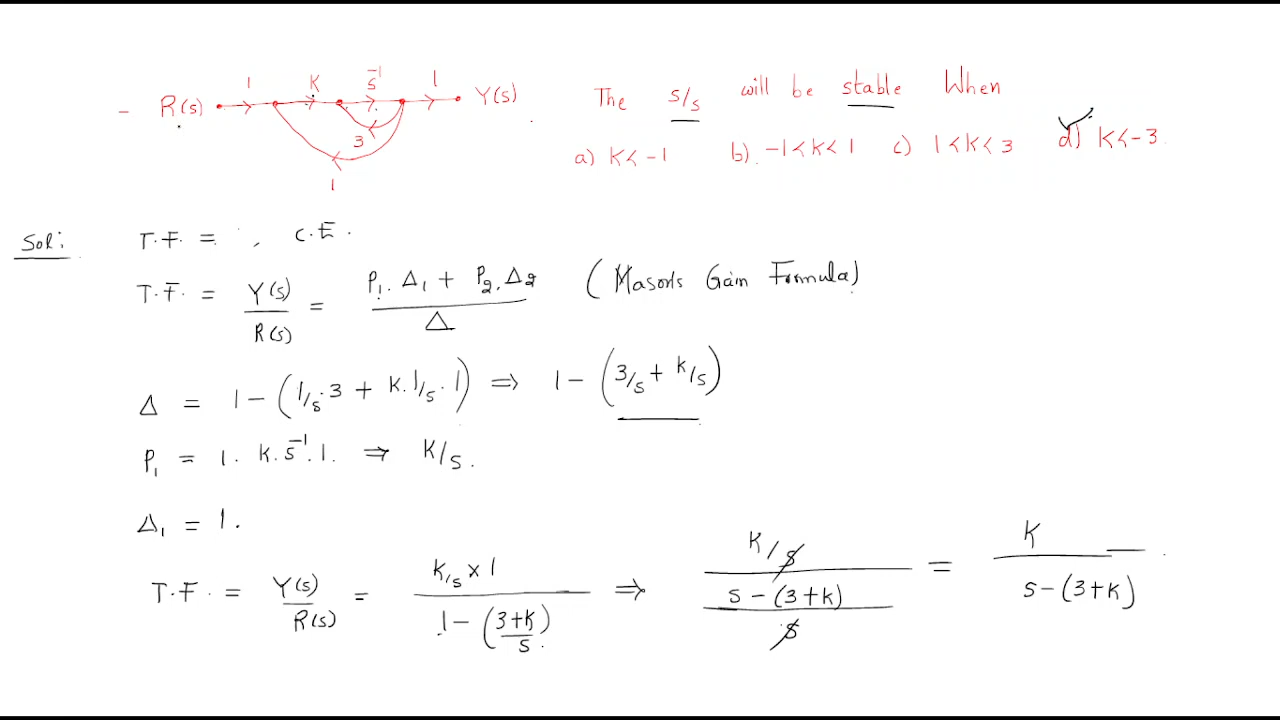 - R(s) 1 K s⁻¹ 1 Y(s)
3
1
The s/s will be stable When
a) K < -1 b). -1 < K < 1 c) 1 < K < 3 d) K < -3
Sol:
T.F. = , C.E.
T.F. = Y(s)/R(s) = (P₁.Δ₁ + P₂.Δ₂)/Δ (Mason's Gain Formula)
Δ = 1 - (1/s.3 + K.1/s.1) ⇒ 1 - (3/s + K/s)
P₁ = 1. K.s⁻¹.1. ⇒ K/s.
Δ₁ = 1.
T.F. = Y(s)/R(s) = (K/s × 1)/(1 - ((3+K)/s)) ⇒ (K/s)/((s - (3+K))/s) = K/(s - (3+K))